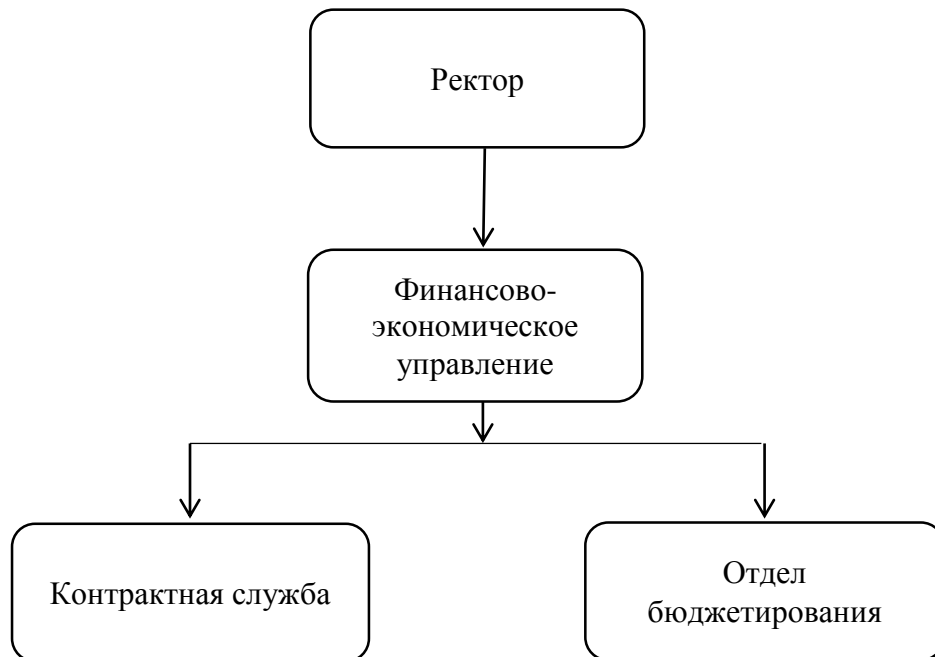 Ректор
Финансово-
экономическое
управление
Контрактная служба
Отдел
бюджетирования